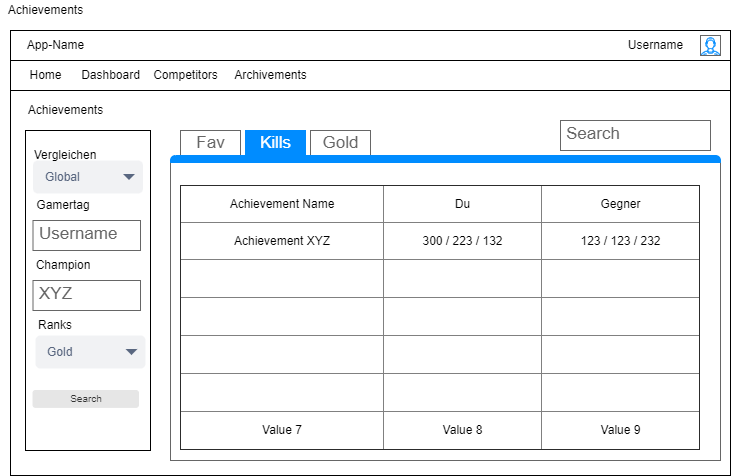 Achievements
App-Name
Username
Home Dashboard Competitors Archivements
Achievements
Fav Kills Gold
Search
Vergleichen
Global
Gamertag
Username
Champion
XYZ
Ranks
Gold
Search
Achievement Name Du Gegner
Achievement XYZ 300 / 223 / 132 123 / 123 / 232
Value 7 Value 8 Value 9